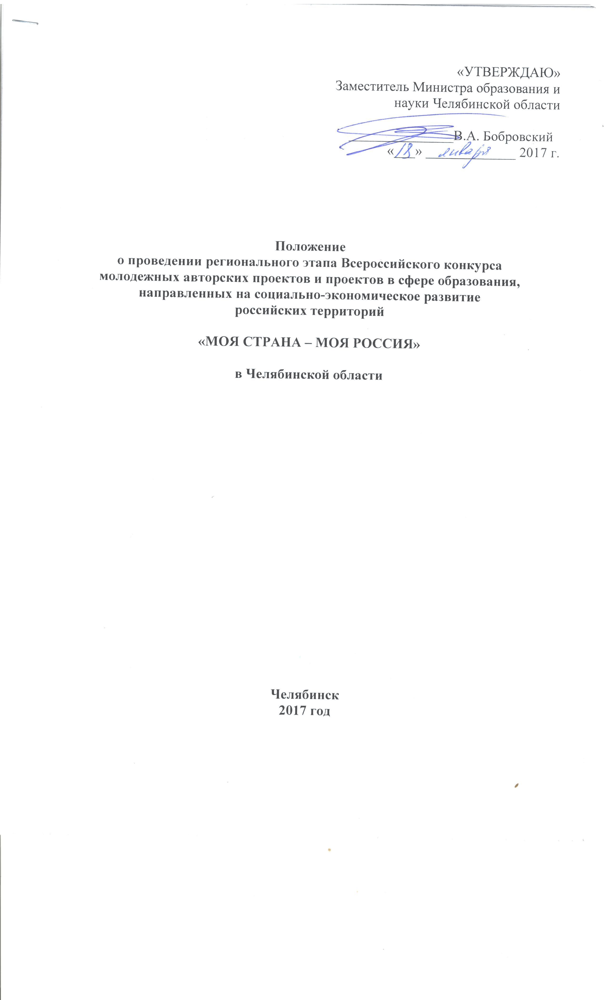 «УТВЕРЖДАЮ»
Заместитель Министра образования и
науки Челябинской области
В.А. Бобровский
«18» января 2017 г.
Положение
о проведении регионального этапа Всероссийского конкурса
молодежных авторских проектов и проектов в сфере образования,
направленных на социально-экономическое развитие
российских территорий
«МОЯ СТРАНА – МОЯ РОССИЯ»
в Челябинской области
Челябинск
2017 год